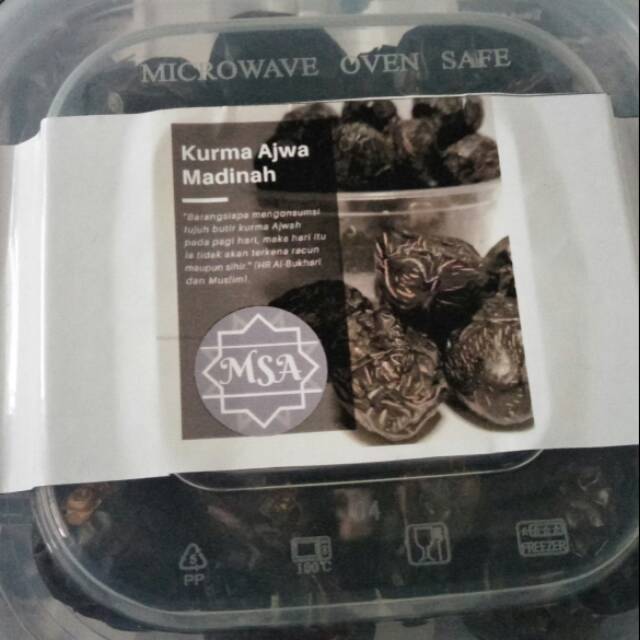 MICROWAVE OVEN SAFE
Kurma Ajwa
Madinah
"Barangsiapa mengonsumsi
tujuh butir kurma Ajwah
pada pagi hari, maka hari itu
ia tidak akan terkena racun
maupun sihir." (HR Al-Bukhari
dan Muslim)
MSA
5
PP
100°C
FREEZER